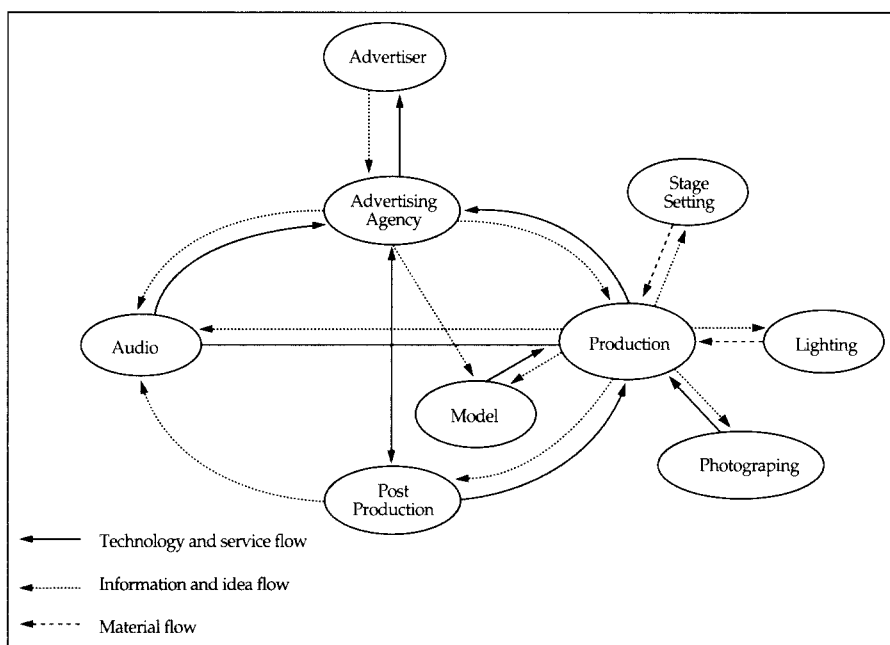 Advertiser
Stage
Setting
Advertising
Agency
Audio
Production
Lighting
Model
Photograping
Post
Production
Technology and service flow
Information and idea flow
Material flow